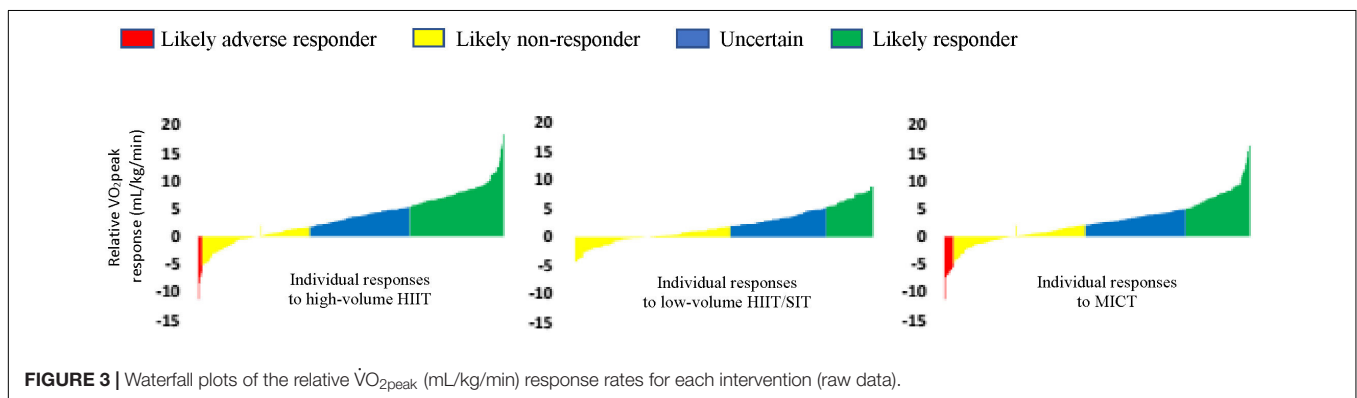 Likely adverse responder Likely non-responder Uncertain Likely responder
Relative VO₂peak
response (mL/kg/min)
20
15
10
5
0
-5
-10
-15
Individual responses
to high-volume HIIT
20
15
10
5
0
-5
-10
-15
Individual responses
to low-volume HIIT/SIT
20
15
10
5
0
-5
-10
-15
Individual responses
to MICT
FIGURE 3 | Waterfall plots of the relative V̇O₂peak (mL/kg/min) response rates for each intervention (raw data).